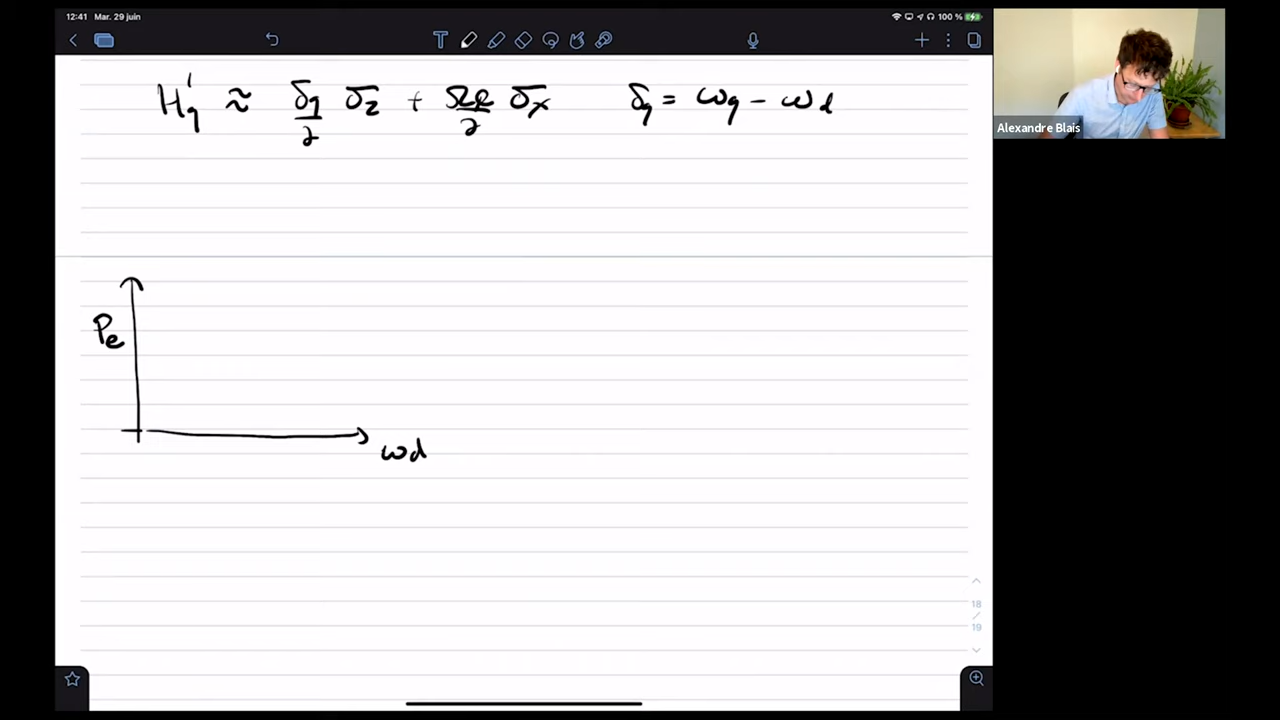 12:41 Mar. 29 juin 100 %
H'q ≈ δq/2 σz + ΩR/2 σx δq = ωq - ωd
Alexandre Blais
Pe
ωd
18
/
19